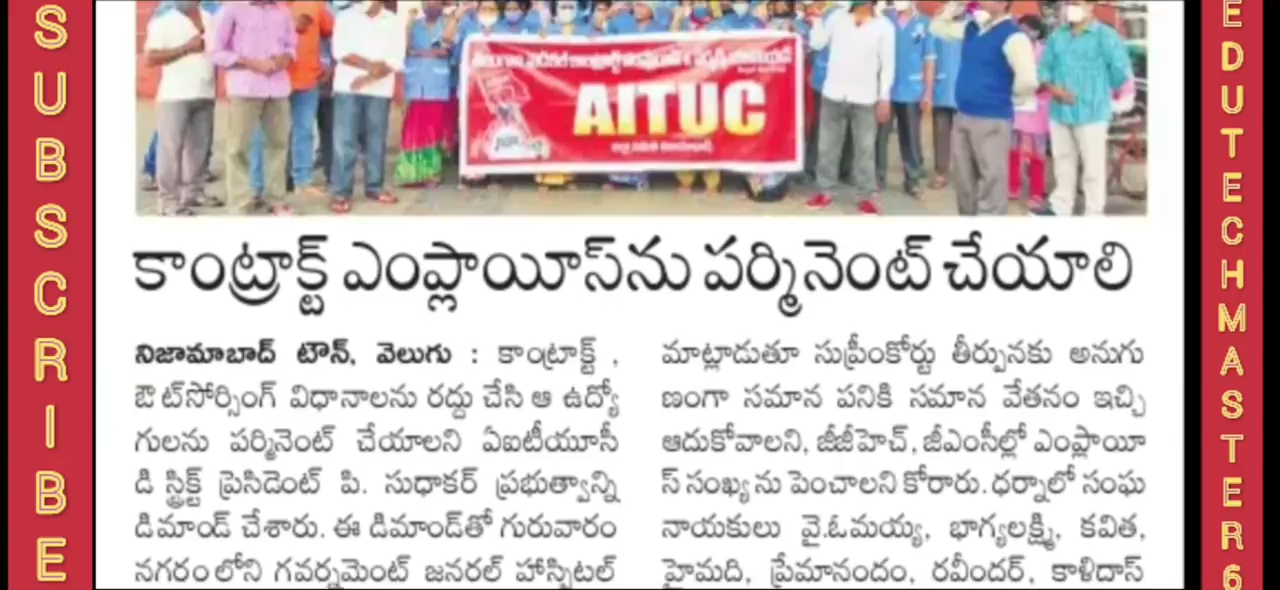 SUBSCRIBE
AITUC
కాంట్రాక్ట్ ఎంప్లాయీస్‌ను పర్మినెంట్ చేయాలి
నిజామాబాద్ టౌన్, వెలుగు : కాంట్రాక్ట్ ,
ఔట్‌సోర్సింగ్ విధానాలను రద్దు చేసి ఆ ఉద్యో
గులను పర్మినెంట్ చేయాలని ఏఐటీయూసీ
డిస్ట్రిక్ట్ ప్రెసిడెంట్ పి. సుధాకర్ ప్రభుత్వాన్ని
డిమాండ్ చేశారు. ఈ డిమాండ్‌తో గురువారం
నగరంలోని గవర్నమెంట్ జనరల్ హాస్పిటల్
మాట్లాడుతూ సుప్రీంకోర్టు తీర్పునకు అనుగు
ణంగా సమాన పనికి సమాన వేతనం ఇచ్చి
ఆదుకోవాలని, జీజీహెచ్, జీఎంసీల్లో ఎంప్లాయీ
స్ సంఖ్యను పెంచాలని కోరారు. ధర్నాలో సంఘ
నాయకులు వై.ఓమయ్య, భాగ్యలక్ష్మి, కవిత,
హైమది, ప్రేమానందం, రవీందర్, కాళిదాస్
EDUTECHMASTER6